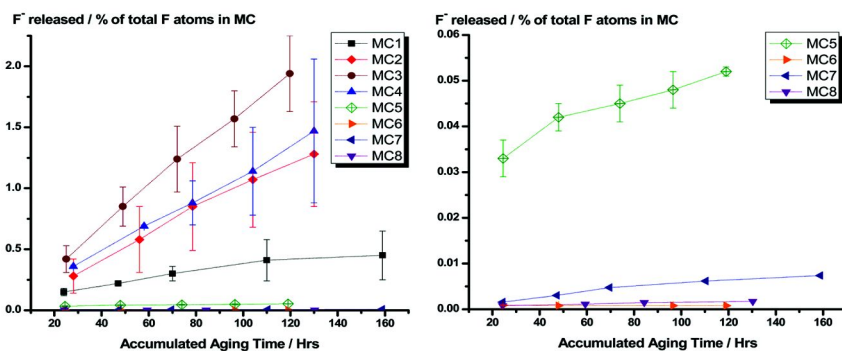 F⁻ released / % of total F atoms in MC
2.0
1.5
1.0
0.5
0.0
20 40 60 80 100 120 140 160
Accumulated Aging Time / Hrs
MC1
MC2
MC3
MC4
MC5
MC6
MC7
MC8
F⁻ released / % of total F atoms in MC
0.06
0.05
0.04
0.03
0.02
0.01
0.00
0 20 40 60 80 100 120 140 160
Accumulated Aging Time / Hrs
MC5
MC6
MC7
MC8